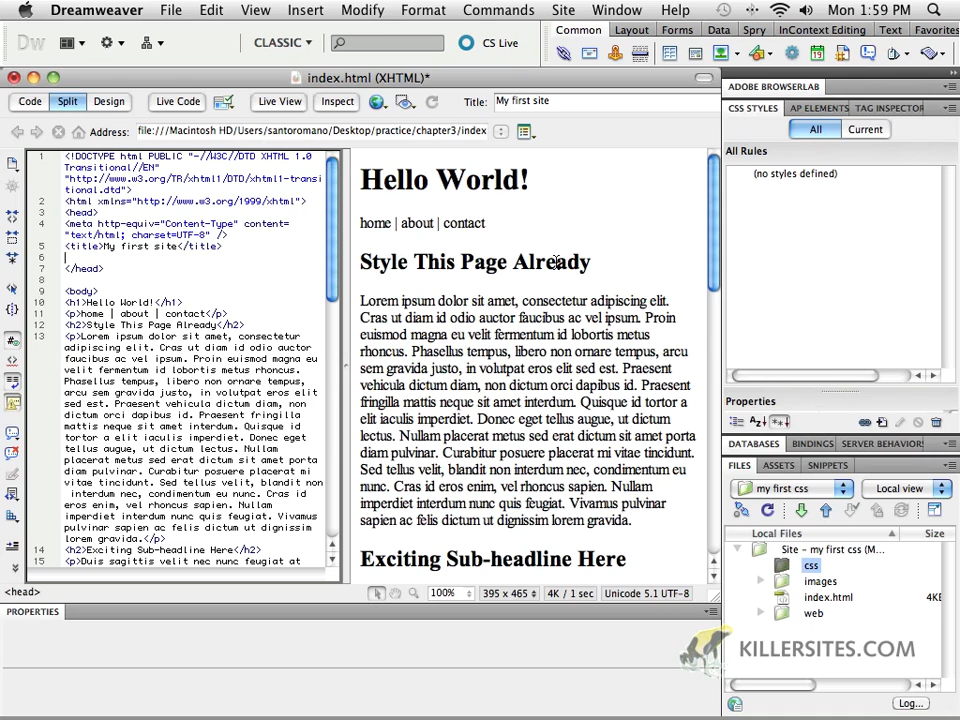 Dreamweaver File Edit View Insert Modify Format Commands Site Window Help Mon 1:59 PM
Dw CLASSIC CS Live
Common Layout Forms Data Spry InContext Editing Text Favorites
index.html (XHTML)*
Code Split Design Live Code Live View Inspect Title: My first site
Address: file:///Macintosh HD/Users/santoromano/Desktop/practice/chapter3/index
1 <!DOCTYPE html PUBLIC "-//W3C//DTD XHTML 1.0
Transitional//EN"
"http://www.w3.org/TR/xhtml1/DTD/xhtml1-transi
tional.dtd">
2 <html xmlns="http://www.w3.org/1999/xhtml">
3 <head>
4 <meta http-equiv="Content-Type" content=
"text/html; charset=UTF-8" />
5 <title>My first site</title>
6
7 </head>
8
9 <body>
10 <h1>Hello World!</h1>
11 <p>home | about | contact</p>
12 <h2>Style This Page Already</h2>
13 <p>Lorem ipsum dolor sit amet, consectetur
adipiscing elit. Cras ut diam id odio auctor
faucibus ac vel ipsum. Proin euismod magna eu
velit fermentum id lobortis metus rhoncus.
Phasellus tempus, libero non ornare tempus,
arcu sem gravida justo, in volutpat eros elit
sed est. Praesent vehicula dictum diam, non
dictum orci dapibus id. Praesent fringilla
mattis neque sit amet interdum. Quisque id
tortor a elit iaculis imperdiet. Donec eget
tellus augue, ut dictum lectus. Nullam
placerat metus sed erat dictum a commodo
diam pulvinar. Curabitur posuere mi vitae
tincidunt. Sed tellus velit, blandit non
interdum nec, condimentum eu nunc. Cras id
eros enim, sed rhoncus sapien. Nullam
imperdiet interdum nunc quis feugiat. Vivamus
pulvinar sapien ac felis dictum ut dignissim
lorem gravida.</p>
14 <h2>Exciting Sub-headline Here</h2>
15 <p>Duis sagittis velit nec nunc feugiat at
<head>
Hello World!
home | about | contact
Style This Page Already
Lorem ipsum dolor sit amet, consectetur adipiscing elit.
Cras ut diam id odio auctor faucibus ac vel ipsum. Proin
euismod magna eu velit fermentum id lobortis metus
rhoncus. Phasellus tempus, libero non ornare tempus, arcu
sem gravida justo, in volutpat eros elit sed est. Praesent
vehicula dictum diam, non dictum orci dapibus id. Praesent
fringilla mattis neque sit amet interdum. Quisque id tortor a
elit iaculis imperdiet. Donec eget tellus augue, ut dictum
lectus. Nullam placerat metus sed erat dictum a porta
diam pulvinar. Curabitur posuere mi vitae tincidunt.
Sed tellus velit, blandit non interdum nec, condimentum eu
nunc. Cras id eros enim, sed rhoncus sapien. Nullam
imperdiet interdum nunc quis feugiat. Vivamus pulvinar
sapien ac felis dictum ut dignissim lorem gravida.
Exciting Sub-headline Here
100% 395 x 465 4K / 1 sec Unicode 5.1 UTF-8
PROPERTIES
ADOBE BROWSERLAB
CSS STYLES AP ELEMENTS TAG INSPECTOR
All Current
All Rules
(no styles defined)
Properties
DATABASES BINDINGS SERVER BEHAVIORS
FILES ASSETS SNIPPETS
my first css Local view
Local Files Size
Site - my first css (M...
css
images
index.html 4K
web
KILLERSITES.COM
Log...